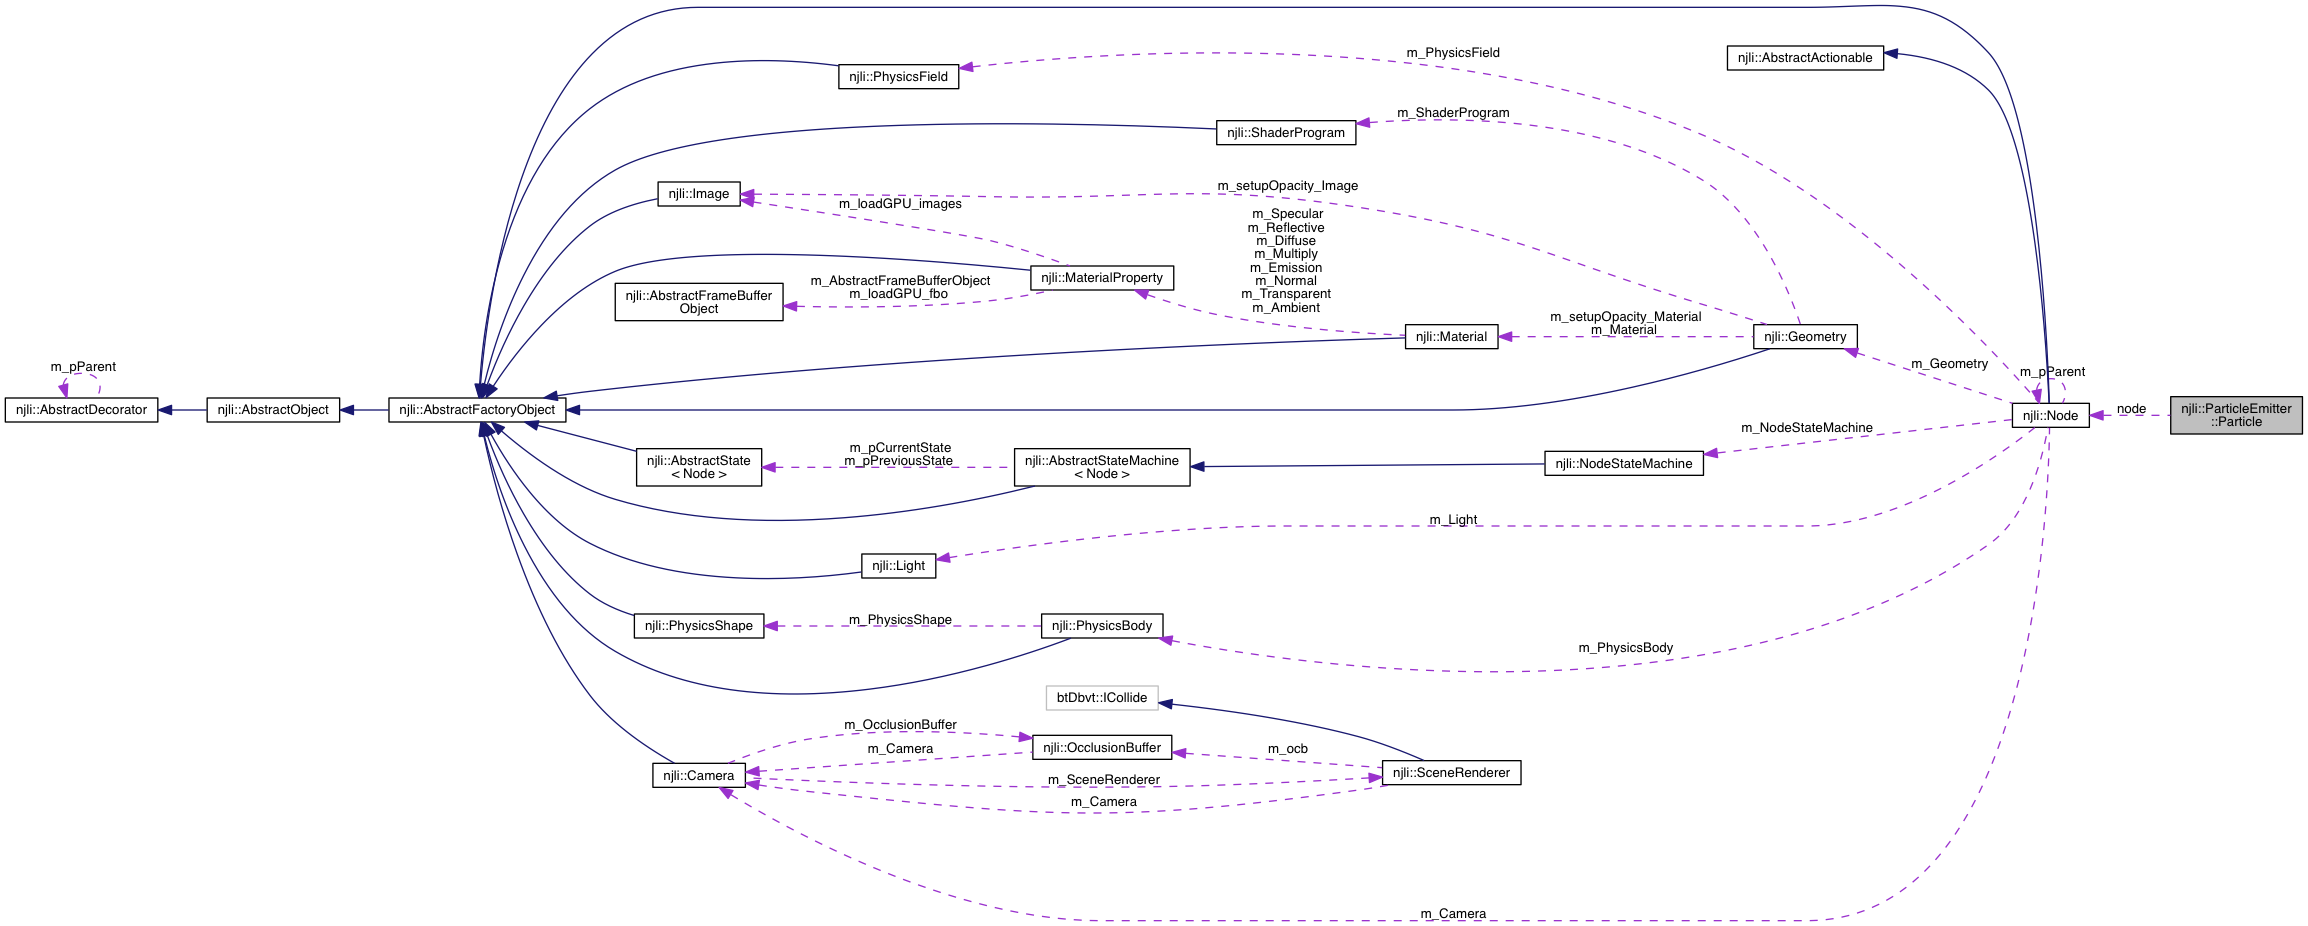 m_PhysicsField
njli::AbstractActionable
njli::PhysicsField
m_ShaderProgram
njli::ShaderProgram
m_setupOpacity_Image
njli::Image
m_loadGPU_images
m_Specular
m_Reflective
m_Diffuse
m_Multiply
m_Emission
m_Normal
m_Transparent
m_Ambient
njli::MaterialProperty
m_AbstractFrameBufferObject
m_loadGPU_fbo
njli::AbstractFrameBuffer
Object
m_setupOpacity_Material
m_Material
njli::Material
njli::Geometry
m_Geometry
m_pParent
m_pParent
njli::AbstractDecorator
njli::AbstractObject
njli::AbstractFactoryObject
njli::Node
node
njli::ParticleEmitter
::Particle
m_NodeStateMachine
m_pCurrentState
m_pPreviousState
njli::AbstractState
< Node >
njli::AbstractStateMachine
< Node >
njli::NodeStateMachine
m_Light
njli::Light
m_PhysicsShape
njli::PhysicsShape
njli::PhysicsBody
m_PhysicsBody
btDbvt::ICollide
m_OcclusionBuffer
m_Camera
njli::OcclusionBuffer
m_ocb
njli::Camera
m_SceneRenderer
njli::SceneRenderer
m_Camera
m_Camera